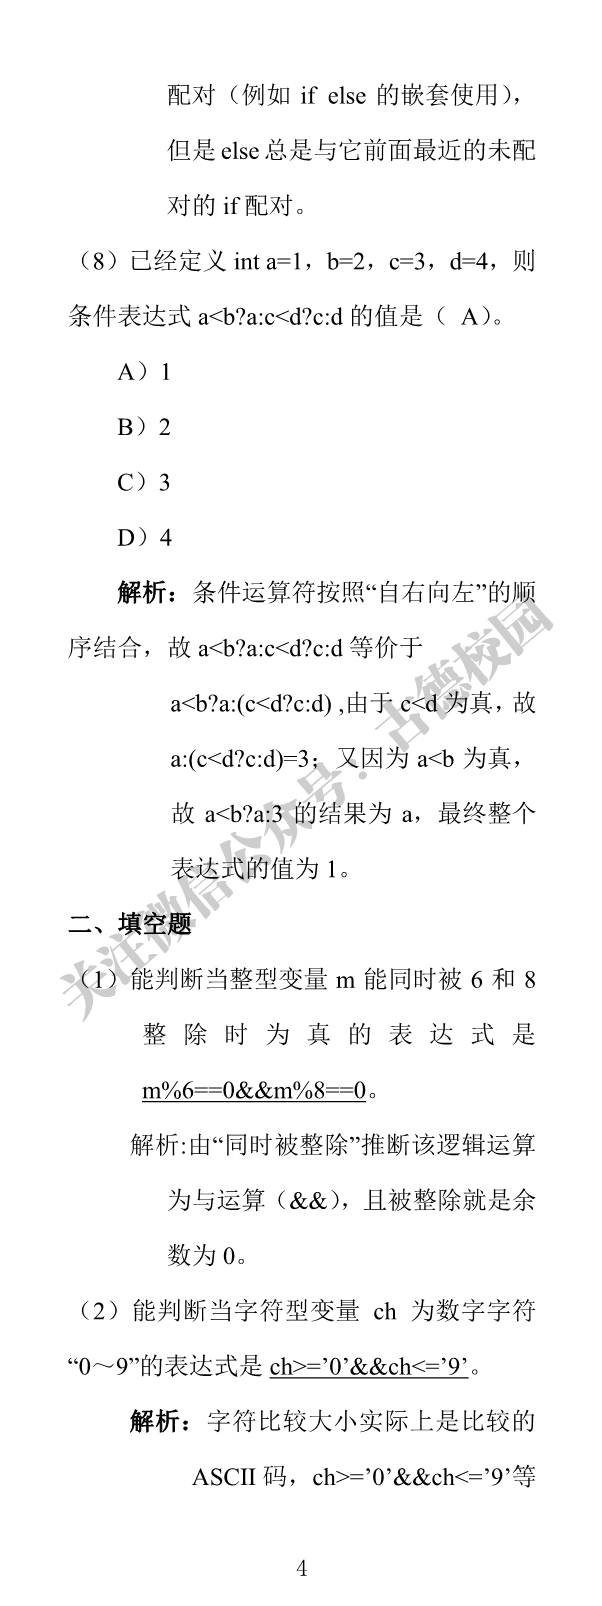 配对（例如 if else 的嵌套使用），
但是 else 总是与它前面最近的未配
对的 if 配对。
（8）已经定义 int a=1，b=2，c=3，d=4，则
条件表达式 a<b?a:c<d?c:d 的值是（ A）。
A）1
B）2
C）3
D）4
解析：条件运算符按照“自右向左”的顺
序结合，故 a<b?a:c<d?c:d 等价于
a<b?a:(c<d?c:d) ,由于 c<d 为真，故
a:(c<d?c:d)=3；又因为 a<b 为真，
故 a<b?a:3 的结果为 a，最终整个
表达式的值为 1。
二、填空题
（1）能判断当整型变量 m 能同时被 6 和 8
整除时为真的表达式是
m%6==0&&m%8==0。
解析:由“同时被整除”推断该逻辑运算
为与运算（&&），且被整除就是余
数为 0。
（2）能判断当字符型变量 ch 为数字字符
“0～9”的表达式是 ch>=’0’&&ch<=’9’。
解析：字符比较大小实际上是比较的
ASCII 码，ch>=’0’&&ch<=’9’等
4
关注微信公众号：古德校园